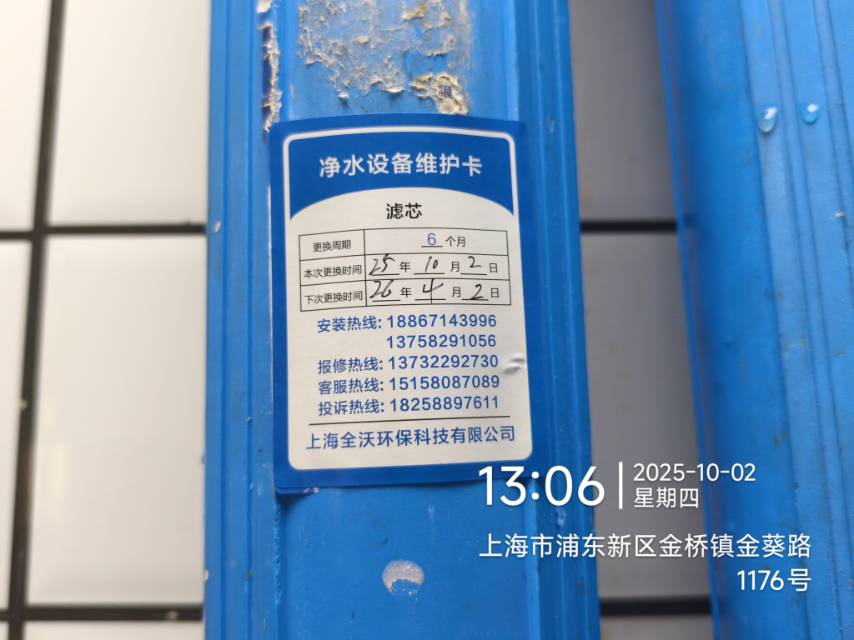 净水设备维护卡
滤芯
更换周期 6 个月
本次更换时间 25 年 10 月 2 日
下次更换时间 26 年 4 月 2 日
安装热线: 18867143996
13758291056
报修热线: 13732292730
客服热线: 15158087089
投诉热线: 18258897611
上海全沃环保科技有限公司
13:06
2025-10-02
星期四
上海市浦东新区金桥镇金葵路
1176号